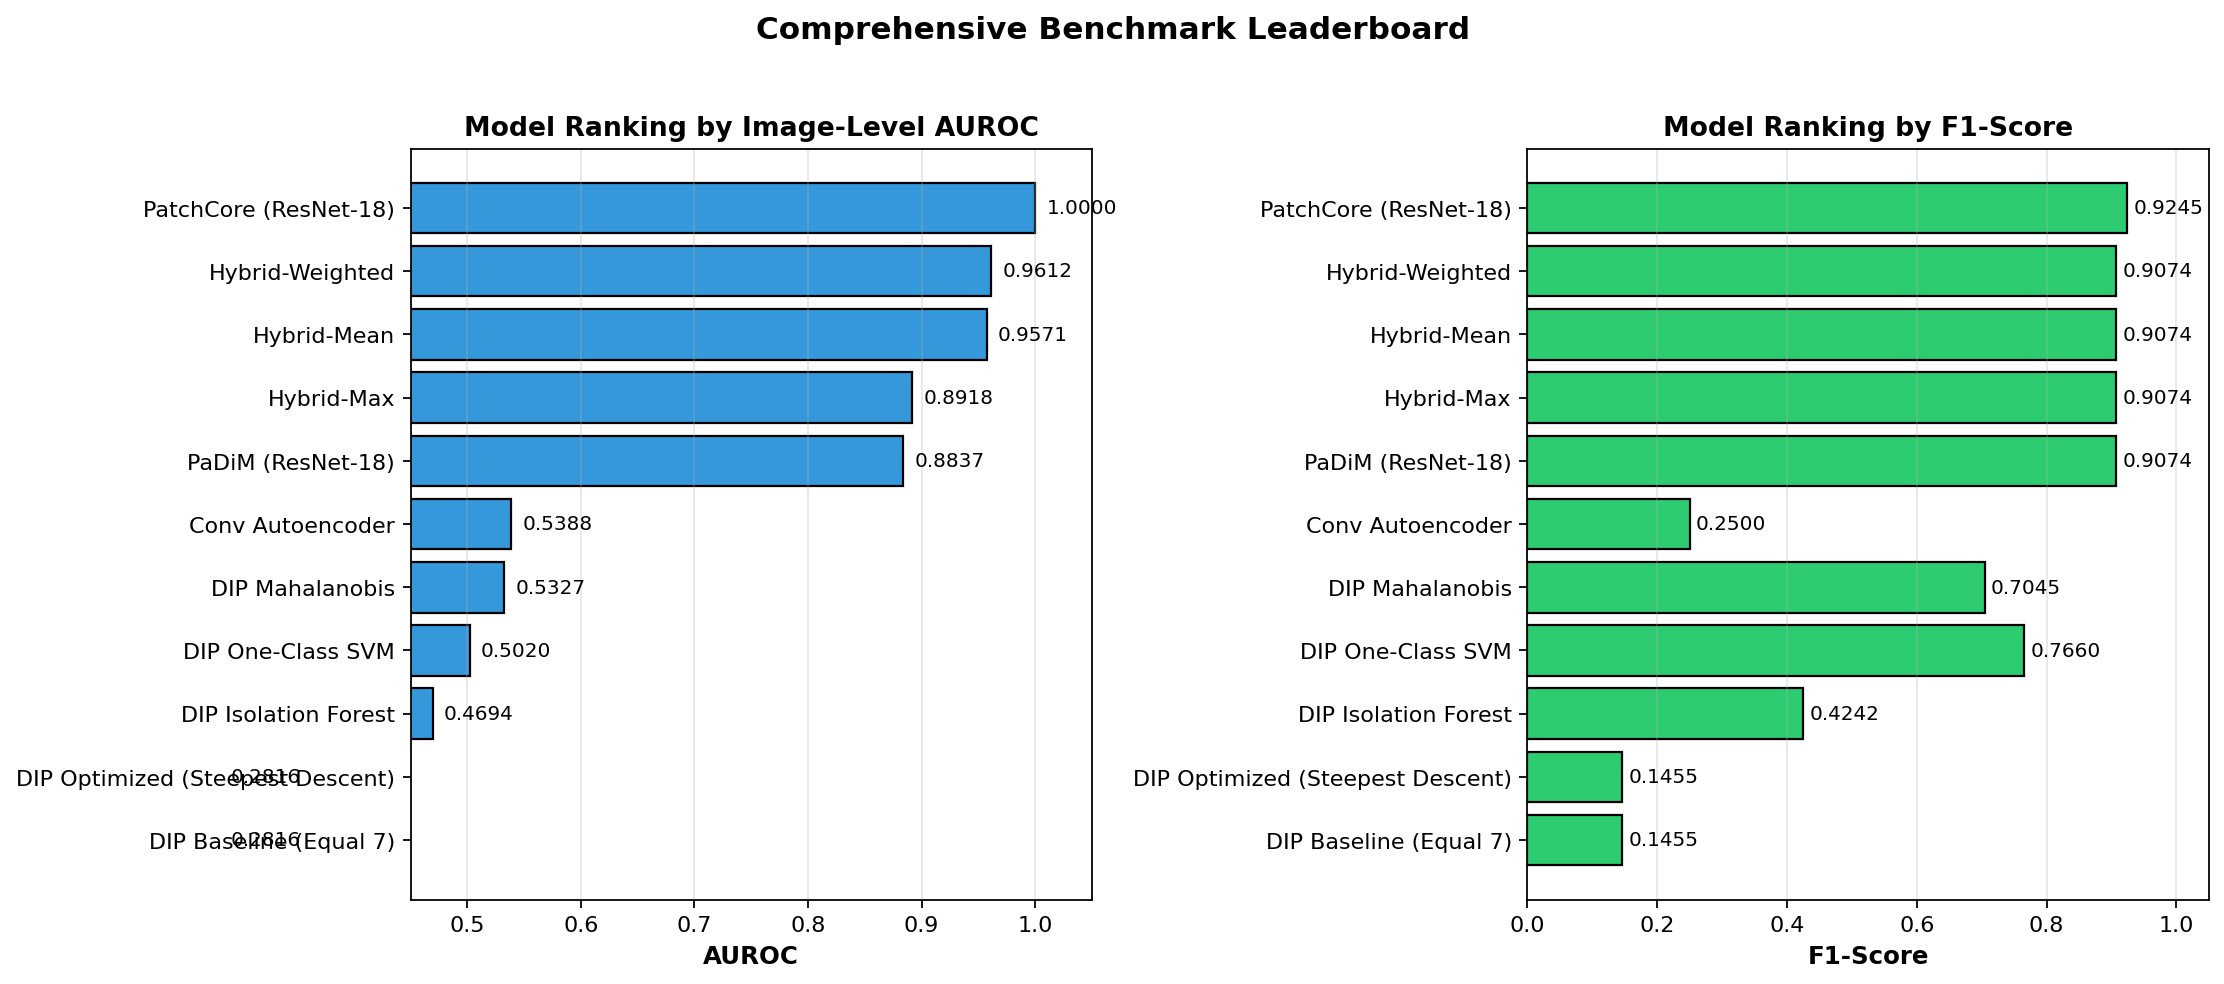 Comprehensive Benchmark Leaderboard
Model Ranking by Image-Level AUROC
PatchCore (ResNet-18) 1.0000
Hybrid-Weighted 0.9612
Hybrid-Mean 0.9571
Hybrid-Max 0.8918
PaDiM (ResNet-18) 0.8837
Conv Autoencoder 0.5388
DIP Mahalanobis 0.5327
DIP One-Class SVM 0.5020
DIP Isolation Forest 0.4694
DIP Optimized (Steepest Descent) 0.2816
DIP Baseline (Equal 7) 0.2816
0.5 0.6 0.7 0.8 0.9 1.0
AUROC
Model Ranking by F1-Score
PatchCore (ResNet-18) 0.9245
Hybrid-Weighted 0.9074
Hybrid-Mean 0.9074
Hybrid-Max 0.9074
PaDiM (ResNet-18) 0.9074
Conv Autoencoder 0.2500
DIP Mahalanobis 0.7045
DIP One-Class SVM 0.7660
DIP Isolation Forest 0.4242
DIP Optimized (Steepest Descent) 0.1455
DIP Baseline (Equal 7) 0.1455
0.0 0.2 0.4 0.6 0.8 1.0
F1-Score